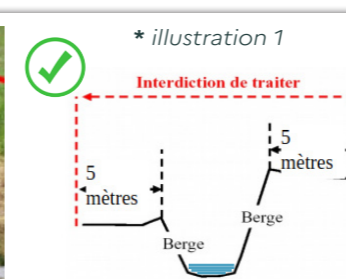 * illustration 1
Interdiction de traiter
5
mètres
5
mètres
Berge
Berge